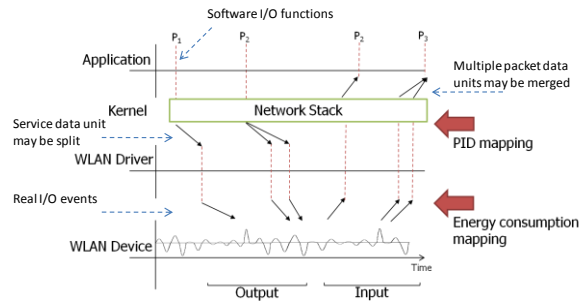 Software I/O functions
P1
P2
P2
P3
Application
Multiple packet data
units may be merged
Kernel
Network Stack
Service data unit
may be split
PID mapping
WLAN Driver
Real I/O events
Energy consumption
mapping
WLAN Device
Time
Output
Input